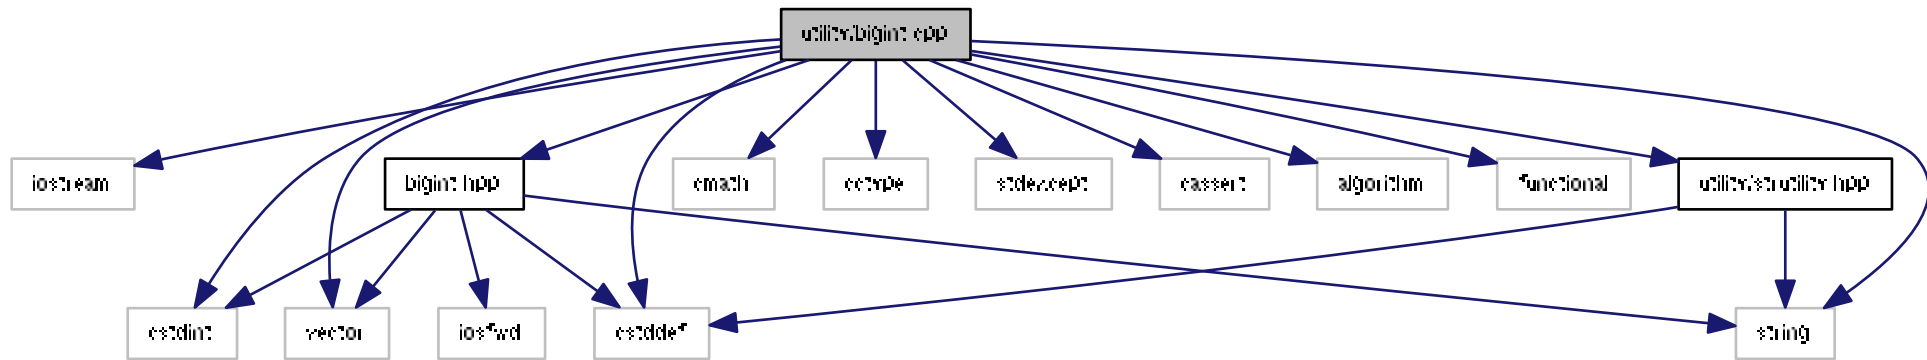 utility/bigint.cpp
iostream
bigint.hpp
cmath
cctype
stdexcept
cassert
algorithm
functional
utility/strutility.hpp
cstdint
vector
iosfwd
cstddef
string